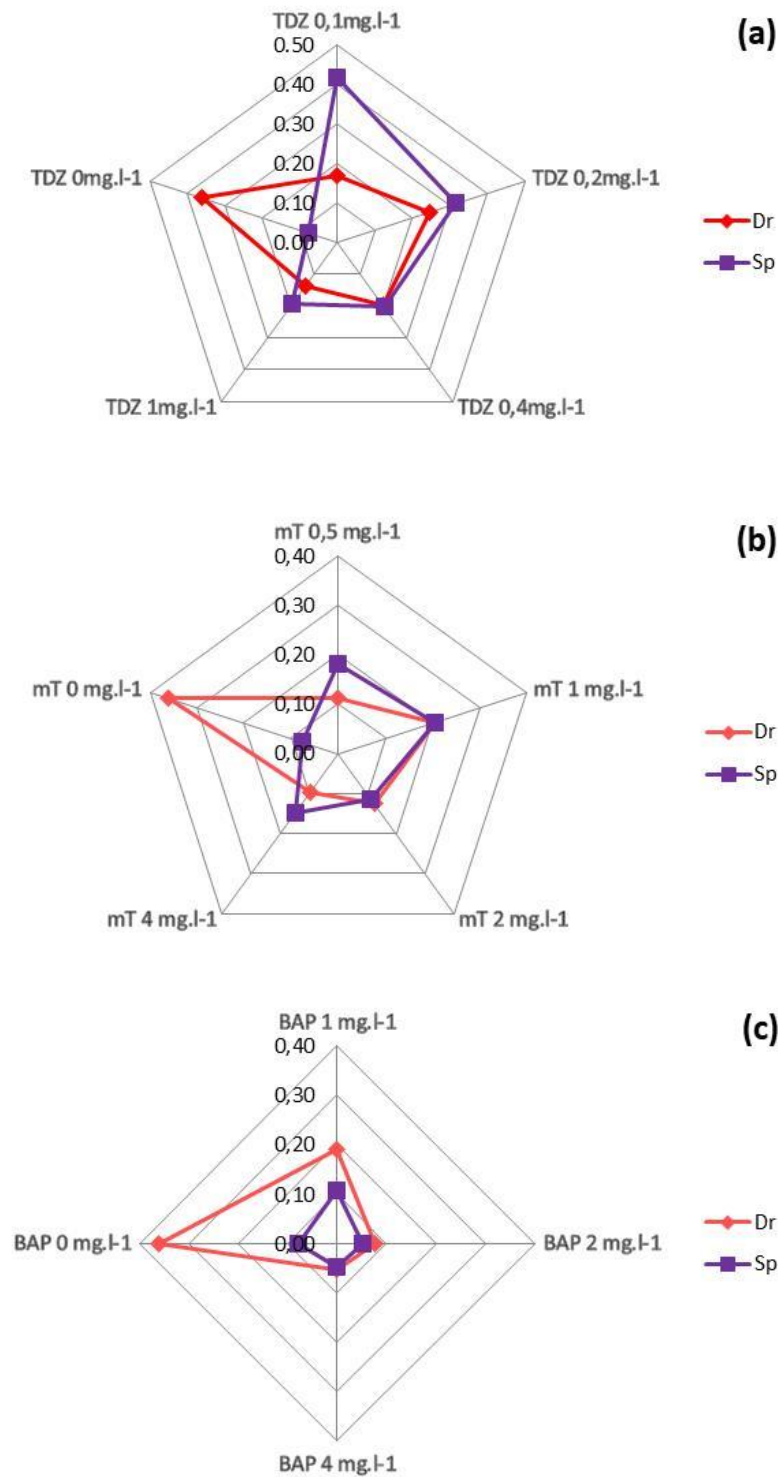 (a)
TDZ 0,1mg.l-1
0.50
0.40
0.30
0.20
0.10
0.00
TDZ 0mg.l-1
TDZ 0,2mg.l-1
TDZ 1mg.l-1
TDZ 0,4mg.l-1
Dr
Sp
(b)
mT 0,5 mg.l-1
0,40
0,30
0,20
0,10
0,00
mT 0 mg.l-1
mT 1 mg.l-1
mT 4 mg.l-1
mT 2 mg.l-1
Dr
Sp
(c)
BAP 1 mg.l-1
0,40
0,30
0,20
0,10
0,00
BAP 0 mg.l-1
BAP 2 mg.l-1
BAP 4 mg.l-1
Dr
Sp